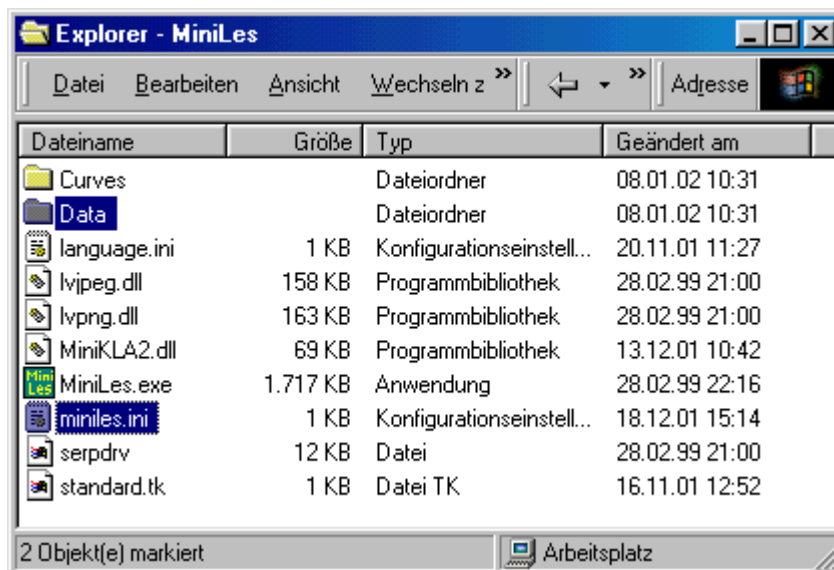 Explorer - MiniLes
Datei Bearbeiten Ansicht Wechseln z » » Adresse
Dateiname Größe Typ Geändert am
Curves Dateiordner 08.01.02 10:31
Data Dateiordner 08.01.02 10:31
language.ini 1 KB Konfigurationseinstell... 20.11.01 11:27
lvjpeg.dll 158 KB Programmbibliothek 28.02.99 21:00
lvpng.dll 163 KB Programmbibliothek 28.02.99 21:00
MiniKLA2.dll 69 KB Programmbibliothek 13.12.01 10:42
Mini Les MiniLes.exe 1.717 KB Anwendung 28.02.99 22:16
miniles.ini 1 KB Konfigurationseinstell... 18.12.01 15:14
serpdrv 12 KB Datei 28.02.99 21:00
standard.tk 1 KB Datei TK 16.11.01 12:52
2 Objekt(e) markiert Arbeitsplatz